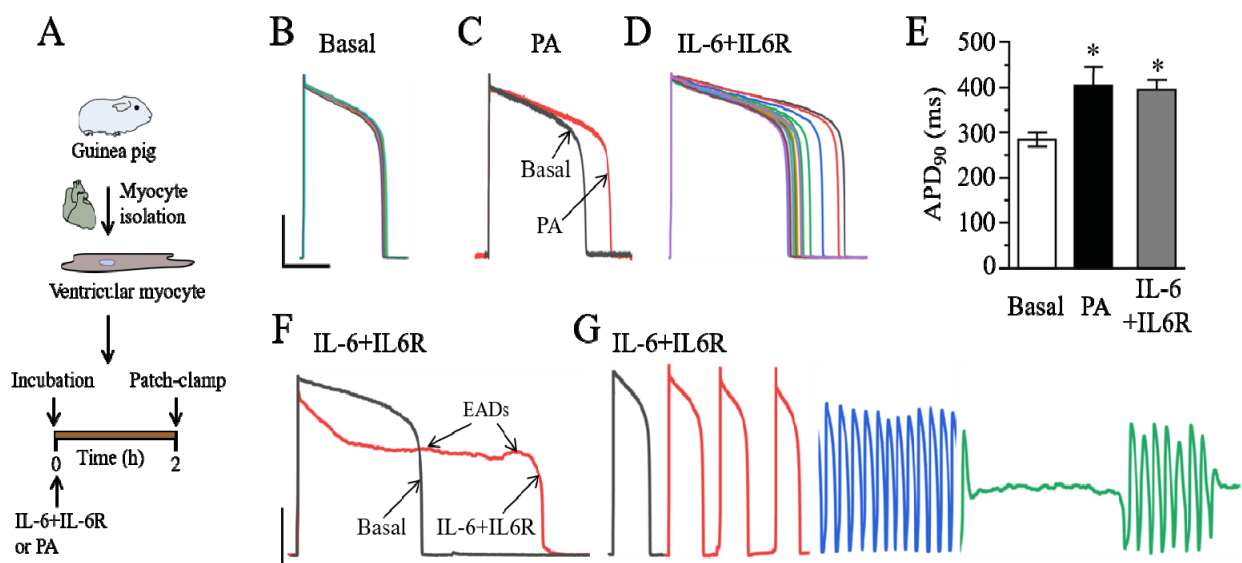 A
Guinea pig
Myocyte
isolation
Ventricular myocyte
Incubation
Patch-clamp
0
Time (h)
2
IL-6+IL-6R
or PA
B
Basal
C
PA
Basal
PA
D
IL-6+IL6R
E
APD90 (ms)
500
400
300
200
100
0
*
*
Basal
PA
IL-6
+IL6R
F
IL-6+IL6R
EADs
Basal
IL-6+IL6R
G
IL-6+IL6R